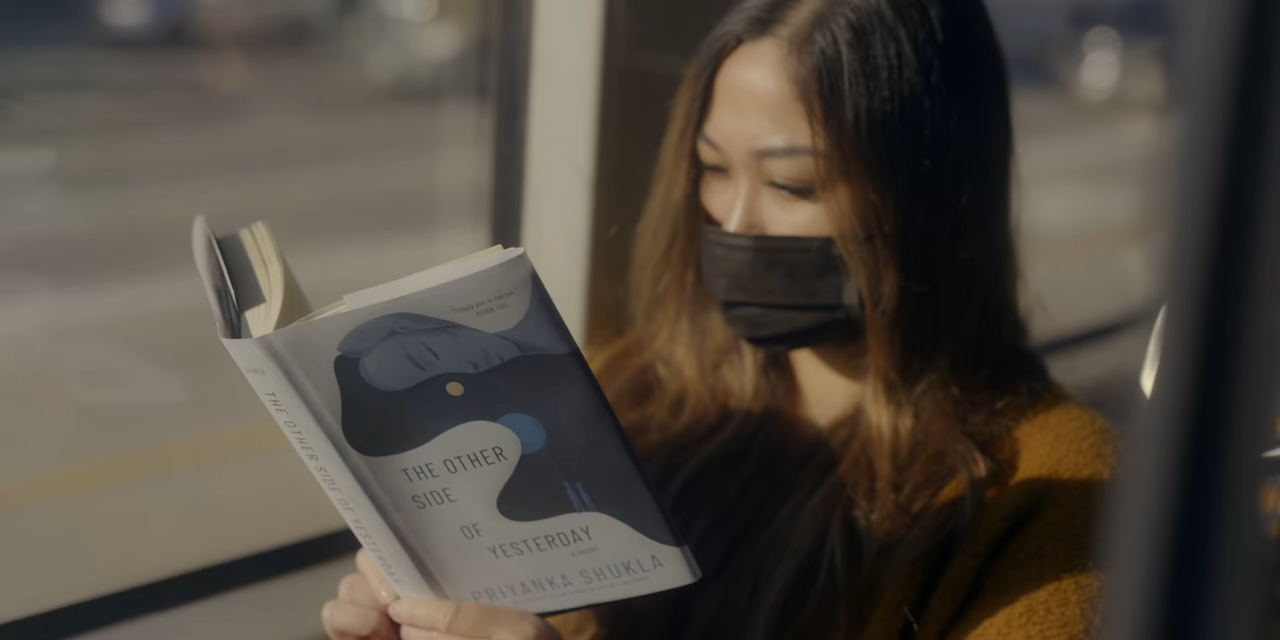 THE OTHER
SIDE
OF
YESTERDAY
PRIYANKA SHUKLA
THE OTHER SIDE OF YESTERDAY